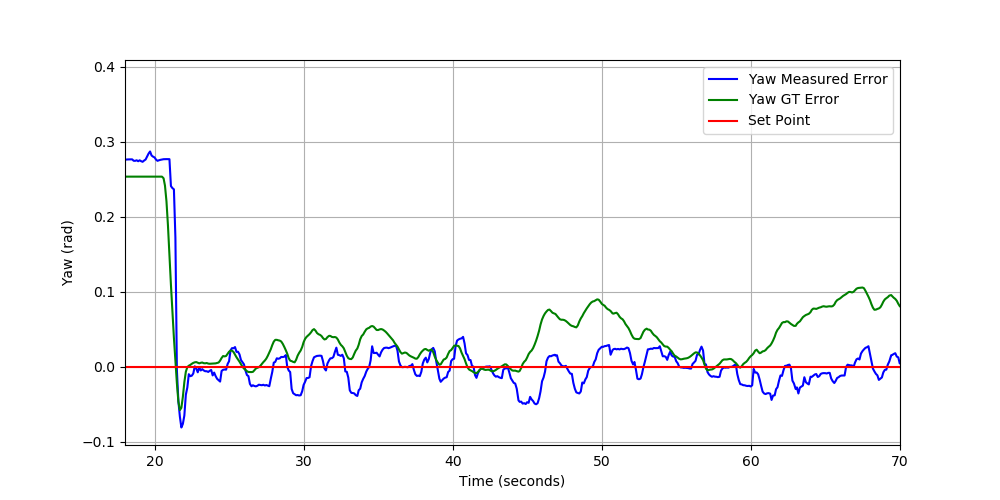 0.4
0.3
0.2
0.1
0.0
−0.1
Yaw (rad)
Yaw Measured Error
Yaw GT Error
Set Point
20 30 40 50 60 70
Time (seconds)